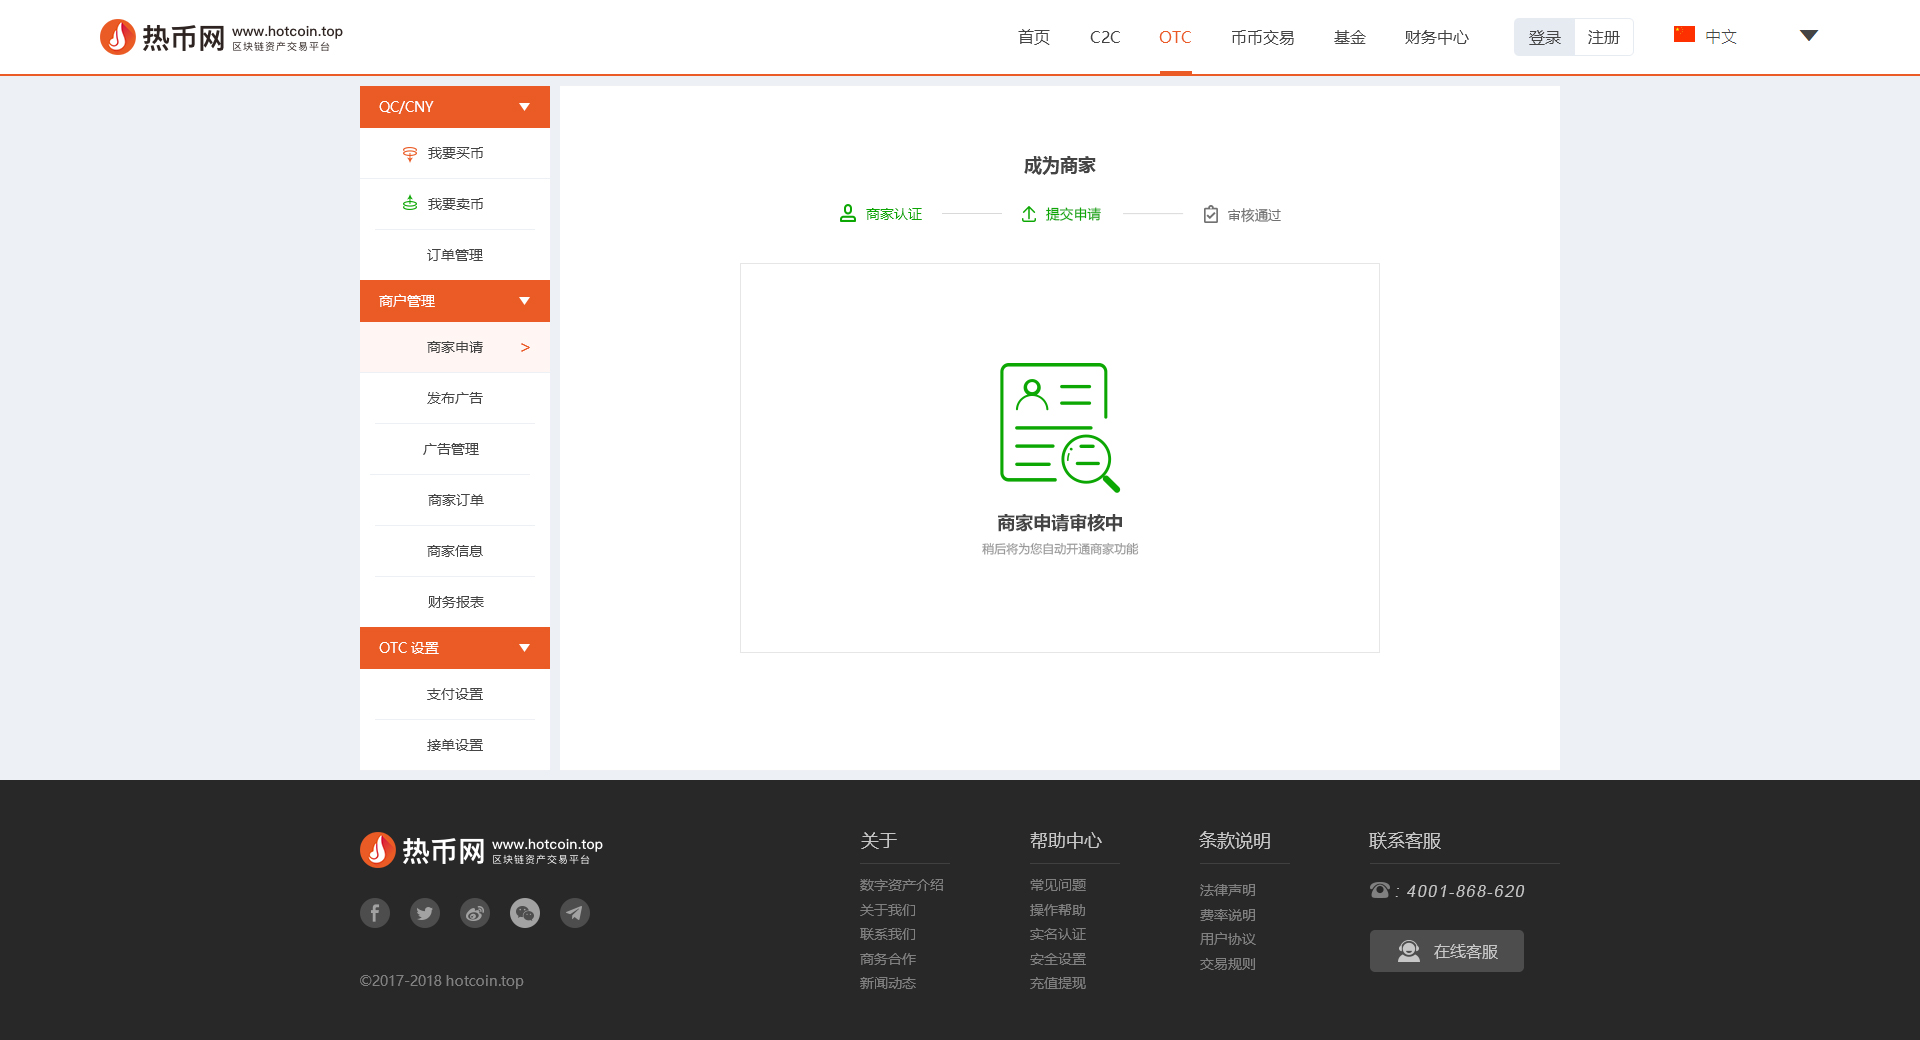 热币网 www.hotcoin.top
区块链资产交易平台
首页 C2C OTC 币币交易 基金 财务中心 登录 注册 中文
QC/CNY
我要买币
我要卖币
订单管理
商户管理
商家申请 >
发布广告
广告管理
商家订单
商家信息
财务报表
OTC 设置
支付设置
接单设置
成为商家
商家认证 提交申请 审核通过
商家申请审核中
稍后将为您自动开通商家功能
热币网 www.hotcoin.top
区块链资产交易平台
©2017-2018 hotcoin.top
关于
数字资产介绍
关于我们
联系我们
商务合作
新闻动态
帮助中心
常见问题
操作帮助
实名认证
安全设置
充值提现
条款说明
法律声明
费率说明
用户协议
交易规则
联系客服
: 4001-868-620
在线客服